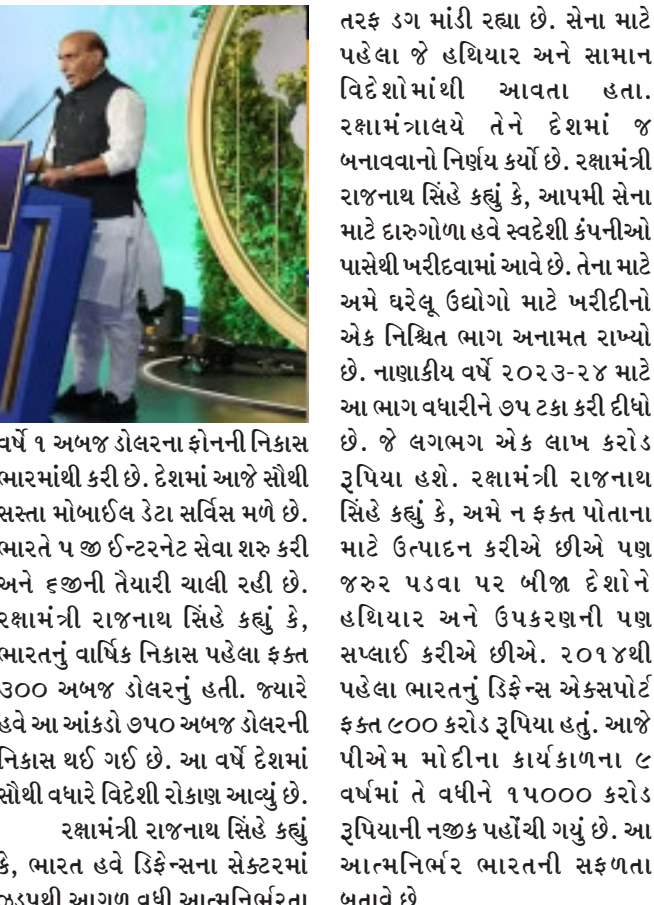 વર્ષે ૧ અબજ ડોલરના ફોનની નિકાસ
ભારમાંથી કરી છે. દેશમાં આજે સૌથી
સસ્તા મોબાઈલ ડેટા સર્વિસ મળે છે.
ભારતે ૫ જી ઈન્ટરનેટ સેવા શરુ કરી
અને ૬જીની તૈયારી ચાલી રહી છે.
રક્ષામંત્રી રાજનાથ સિંહે કહ્યું કે,
ભારતનું વાર્ષિક નિકાસ પહેલા ફક્ત
૩૦૦ અબજ ડોલરનું હતી. જ્યારે
હવે આ આંકડો ૭૫૦ અબજ ડોલરની
નિકાસ થઈ ગઈ છે. આ વર્ષે દેશમાં
સૌથી વધારે વિદેશી રોકાણ આવ્યું છે.
રક્ષામંત્રી રાજનાથ સિંહે કહ્યું
કે, ભારત હવે ડિફેન્સના સેક્ટરમાં
ઝડપથી આગળ વધી આત્મનિર્ભરતા
તરફ ડગ માંડી રહ્યા છે. સેના માટે
પહેલા જે હથિયાર અને સામાન
વિદેશોમાંથી આવતા હતા.
રક્ષામંત્રાલયે તેને દેશમાં જ
બનાવવાનો નિર્ણય કર્યો છે. રક્ષામંત્રી
રાજનાથ સિંહે કહ્યું કે, આપમી સેના
માટે દારુગોળા હવે સ્વદેશી કંપનીઓ
પાસેથી ખરીદવામાં આવે છે. તેના માટે
અમે ઘરેલૂ ઉદ્યોગો માટે ખરીદીનો
એક નિશ્ચિત ભાગ અનામત રાખ્યો
છે. નાણાકીય વર્ષે ૨૦૨૩-૨૪ માટે
આ ભાગ વધારીને ૭૫ ટકા કરી દીધો
છે. જે લગભગ એક લાખ કરોડ
રૂપિયા હશે. રક્ષામંત્રી રાજનાથ
સિંહે કહ્યું કે, અમે ન ફક્ત પોતાના
માટે ઉત્પાદન કરીએ છીએ પણ
જરુર પડવા પર બીજા દેશોને
હથિયાર અને ઉપકરણની પણ
સપ્લાઈ કરીએ છીએ. ૨૦૧૪થી
પહેલા ભારતનું ડિફેન્સ એક્સપોર્ટ
ફક્ત ૯૦૦ કરોડ રૂપિયા હતું. આજે
પીએમ મોદીના કાર્યકાળના ૯
વર્ષમાં તે વધીને ૧૫૦૦૦ કરોડ
રૂપિયાની નજીક પહોંચી ગયું છે. આ
આત્મનિર્ભર ભારતની સફળતા
બતાવે છે